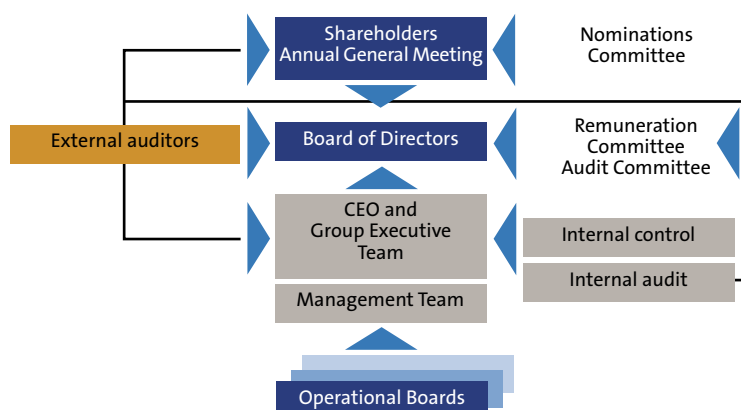 Shareholders
Annual General Meeting
Nominations
Committee
External auditors
Board of Directors
Remuneration
Committee
Audit Committee
CEO and
Group Executive
Team
Internal control
Internal audit
Management Team
Operational Boards